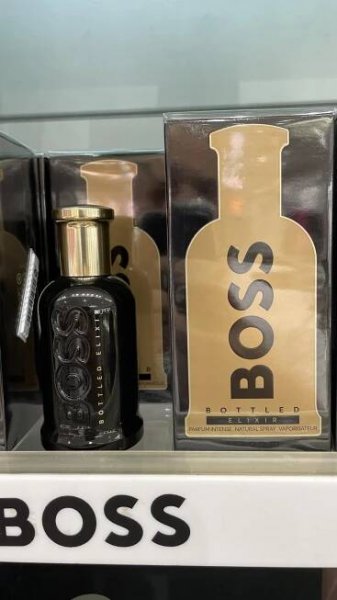 BOSS
BOTTLED ELIXIR
BOSS
BOTTLED
ELIXIR
PARFUM INTENSE NATURAL SPRAY VAPORISATEUR
BOSS